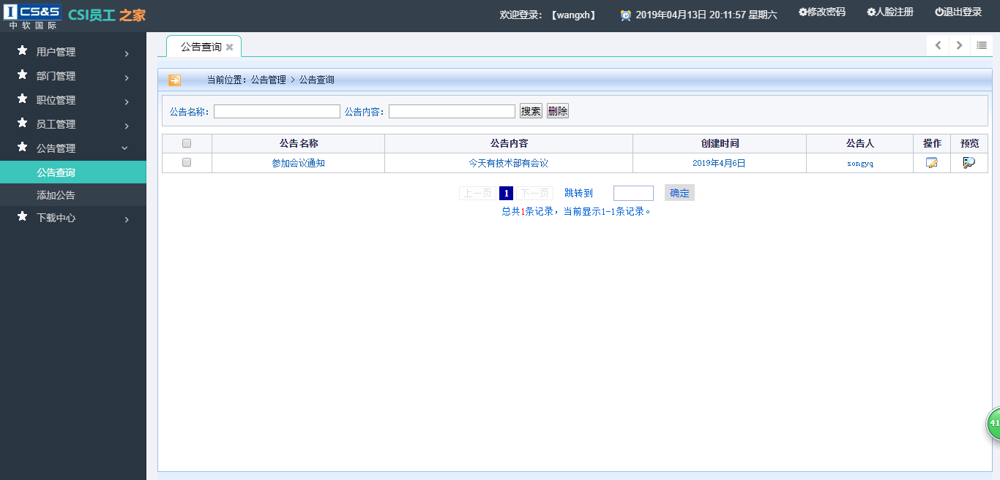 CS&S CSI员工之家
中软国际
欢迎登录：【wangxh】 2019年04月13日 20:11:57 星期六 修改密码 人脸注册 退出登录
用户管理
部门管理
职位管理
员工管理
公告管理
公告查询
添加公告
下载中心
公告查询
当前位置：公告管理 > 公告查询
公告名称： 公告内容： 搜索 删除
公告名称 公告内容 创建时间 公告人 操作 预览
参加会议通知 今天有技术部有会议 2019年4月6日 songyq
上一页 1 下一页 跳转到 确定
总共1条记录，当前显示1-1条记录。
41